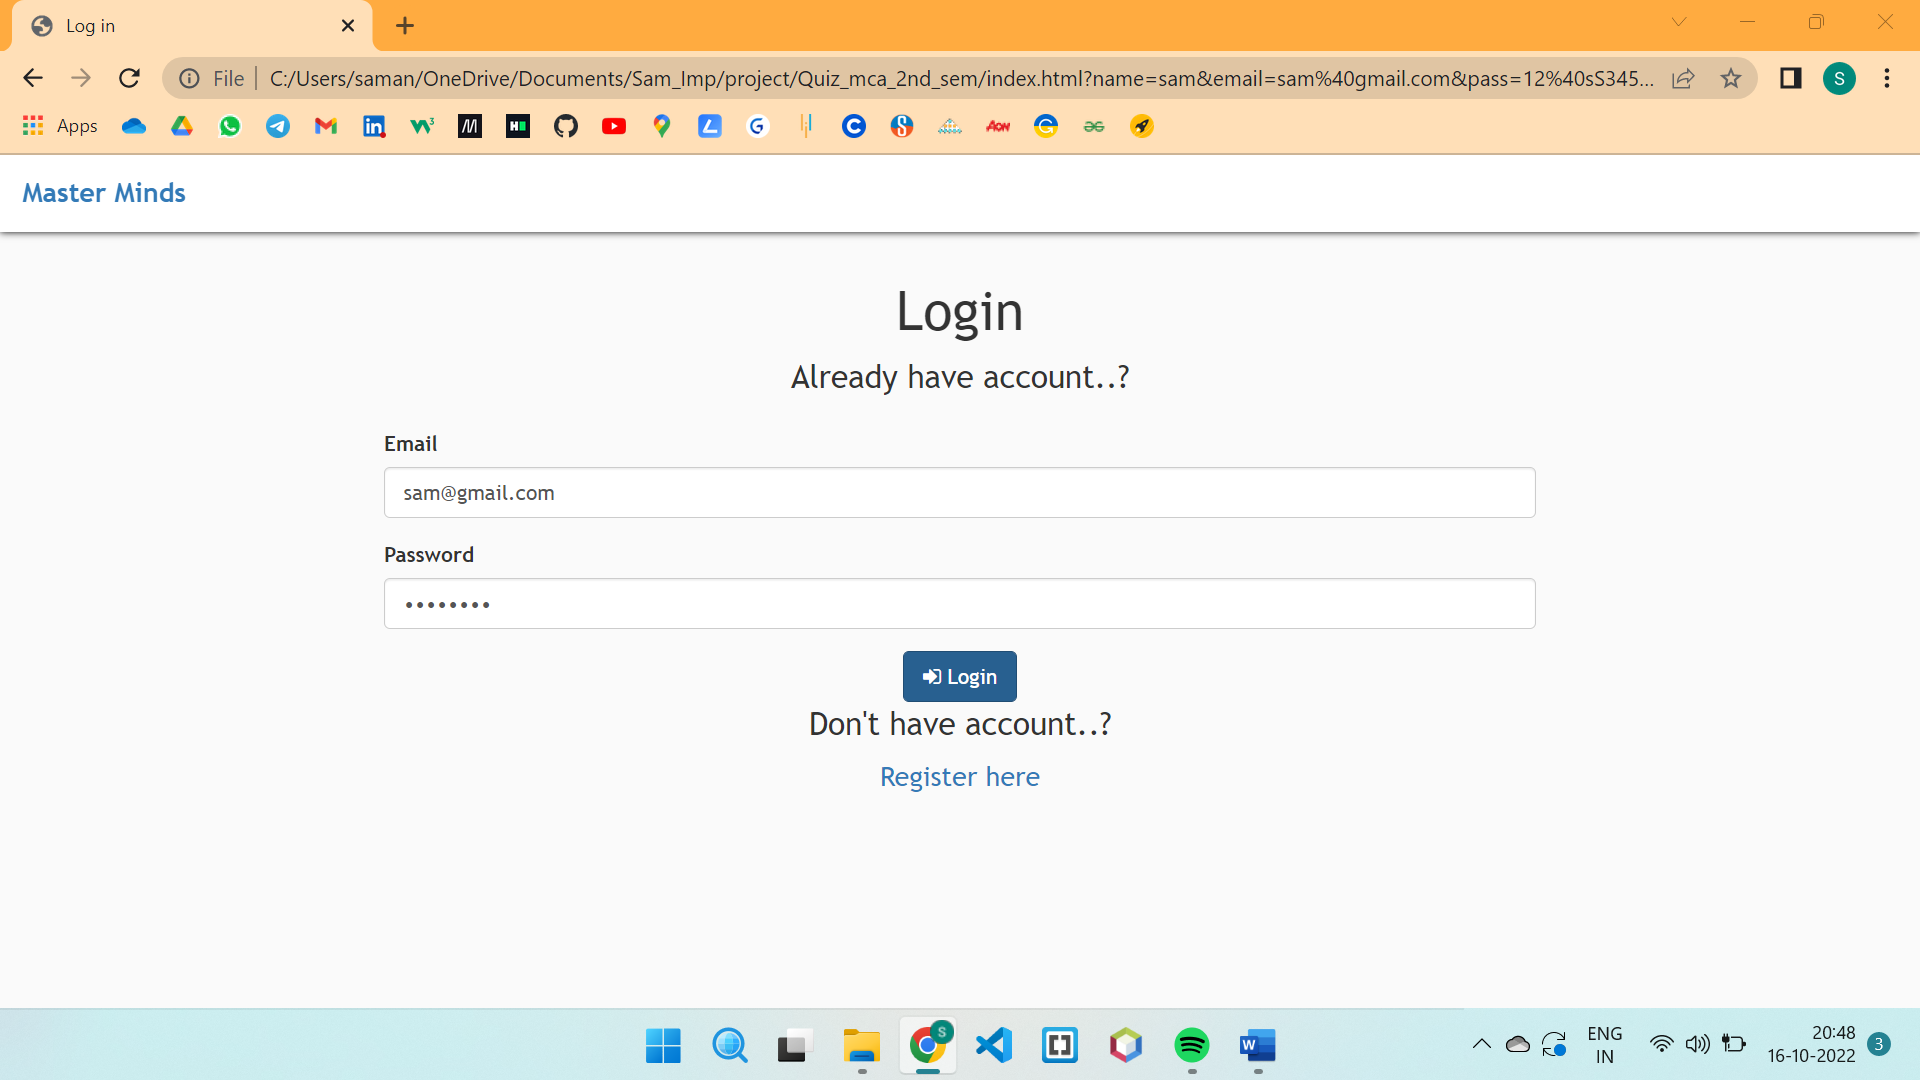 Log in
File
C:/Users/saman/OneDrive/Documents/Sam_Imp/project/Quiz_mca_2nd_sem/index.html?name=sam&email=sam%40gmail.com&pass=12%40sS345...
S
Apps
Master Minds
Login
Already have account..?
Email
sam@gmail.com
Password
Login
Don't have account..?
Register here
ENG
IN
20:48
16-10-2022
3